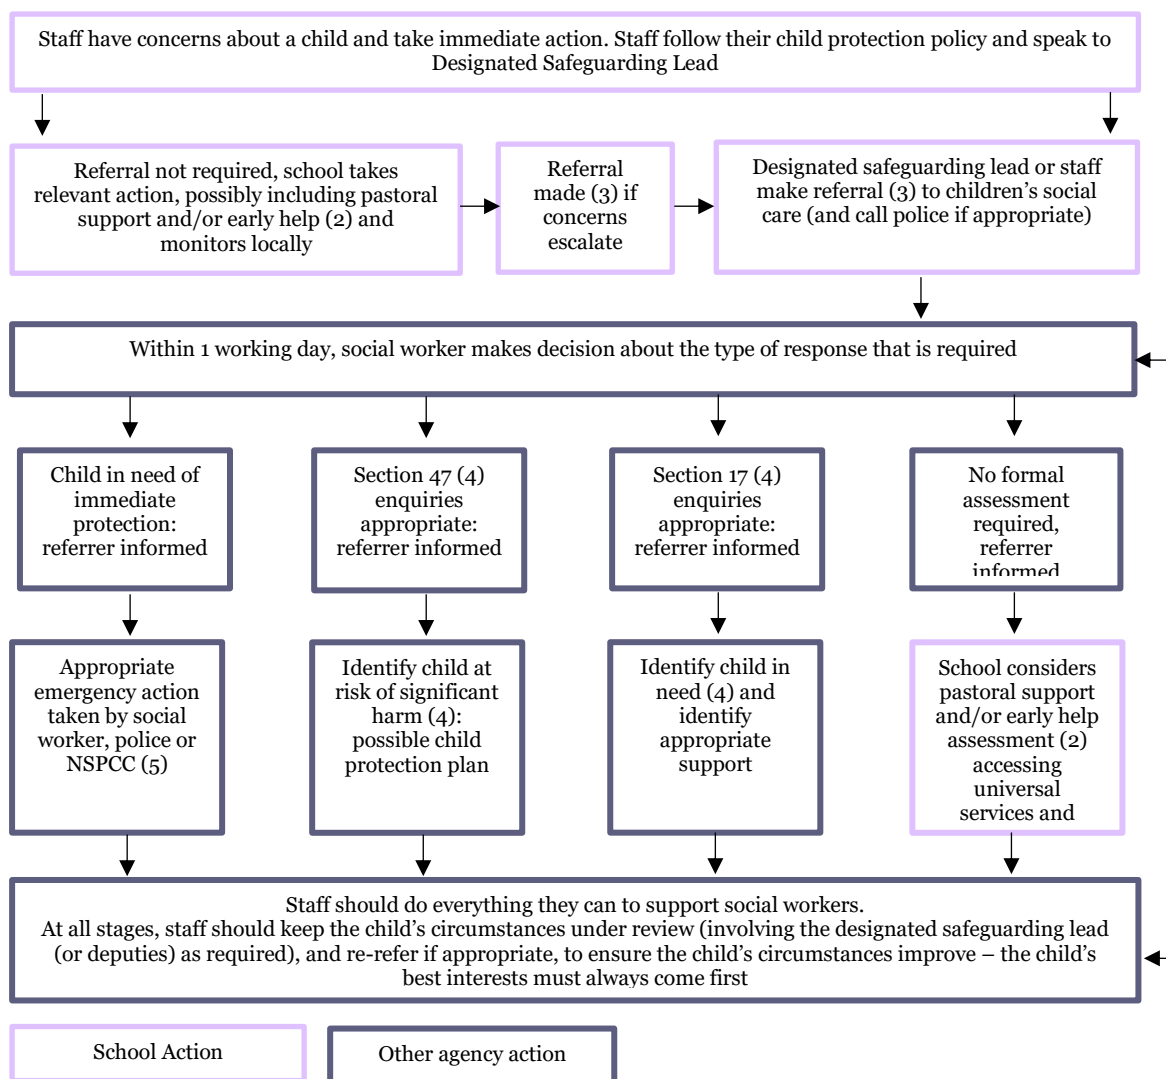 Staff have concerns about a child and take immediate action. Staff follow their child protection policy and speak to
Designated Safeguarding Lead
Referral not required, school takes
relevant action, possibly including pastoral
support and/or early help (2) and
monitors locally
Referral
made (3) if
concerns
escalate
Designated safeguarding lead or staff
make referral (3) to children’s social
care (and call police if appropriate)
Within 1 working day, social worker makes decision about the type of response that is required
Child in need of
immediate
protection:
referrer informed
Section 47 (4)
enquiries
appropriate:
referrer informed
Section 17 (4)
enquiries
appropriate:
referrer informed
No formal
assessment
required,
referrer
informed
Appropriate
emergency action
taken by social
worker, police or
NSPCC (5)
Identify child at
risk of significant
harm (4):
possible child
protection plan
Identify child in
need (4) and
identify
appropriate
support
School considers
pastoral support
and/or early help
assessment (2)
accessing
universal
services and
Staff should do everything they can to support social workers.
At all stages, staff should keep the child’s circumstances under review (involving the designated safeguarding lead
(or deputies) as required), and re-refer if appropriate, to ensure the child’s circumstances improve – the child’s
best interests must always come first
School Action
Other agency action